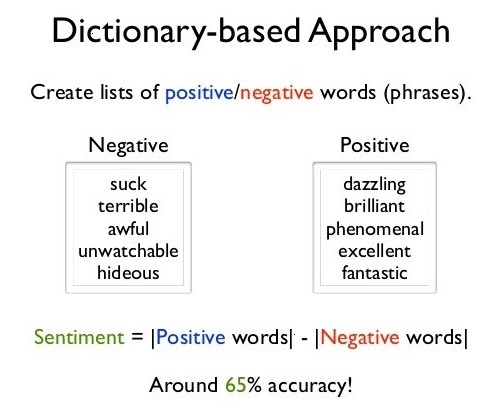 Dictionary-based Approach
Create lists of positive/negative words (phrases).
Negative
suck
terrible
awful
unwatchable
hideous
Positive
dazzling
brilliant
phenomenal
excellent
fantastic
Sentiment = |Positive words| - |Negative words|
Around 65% accuracy!